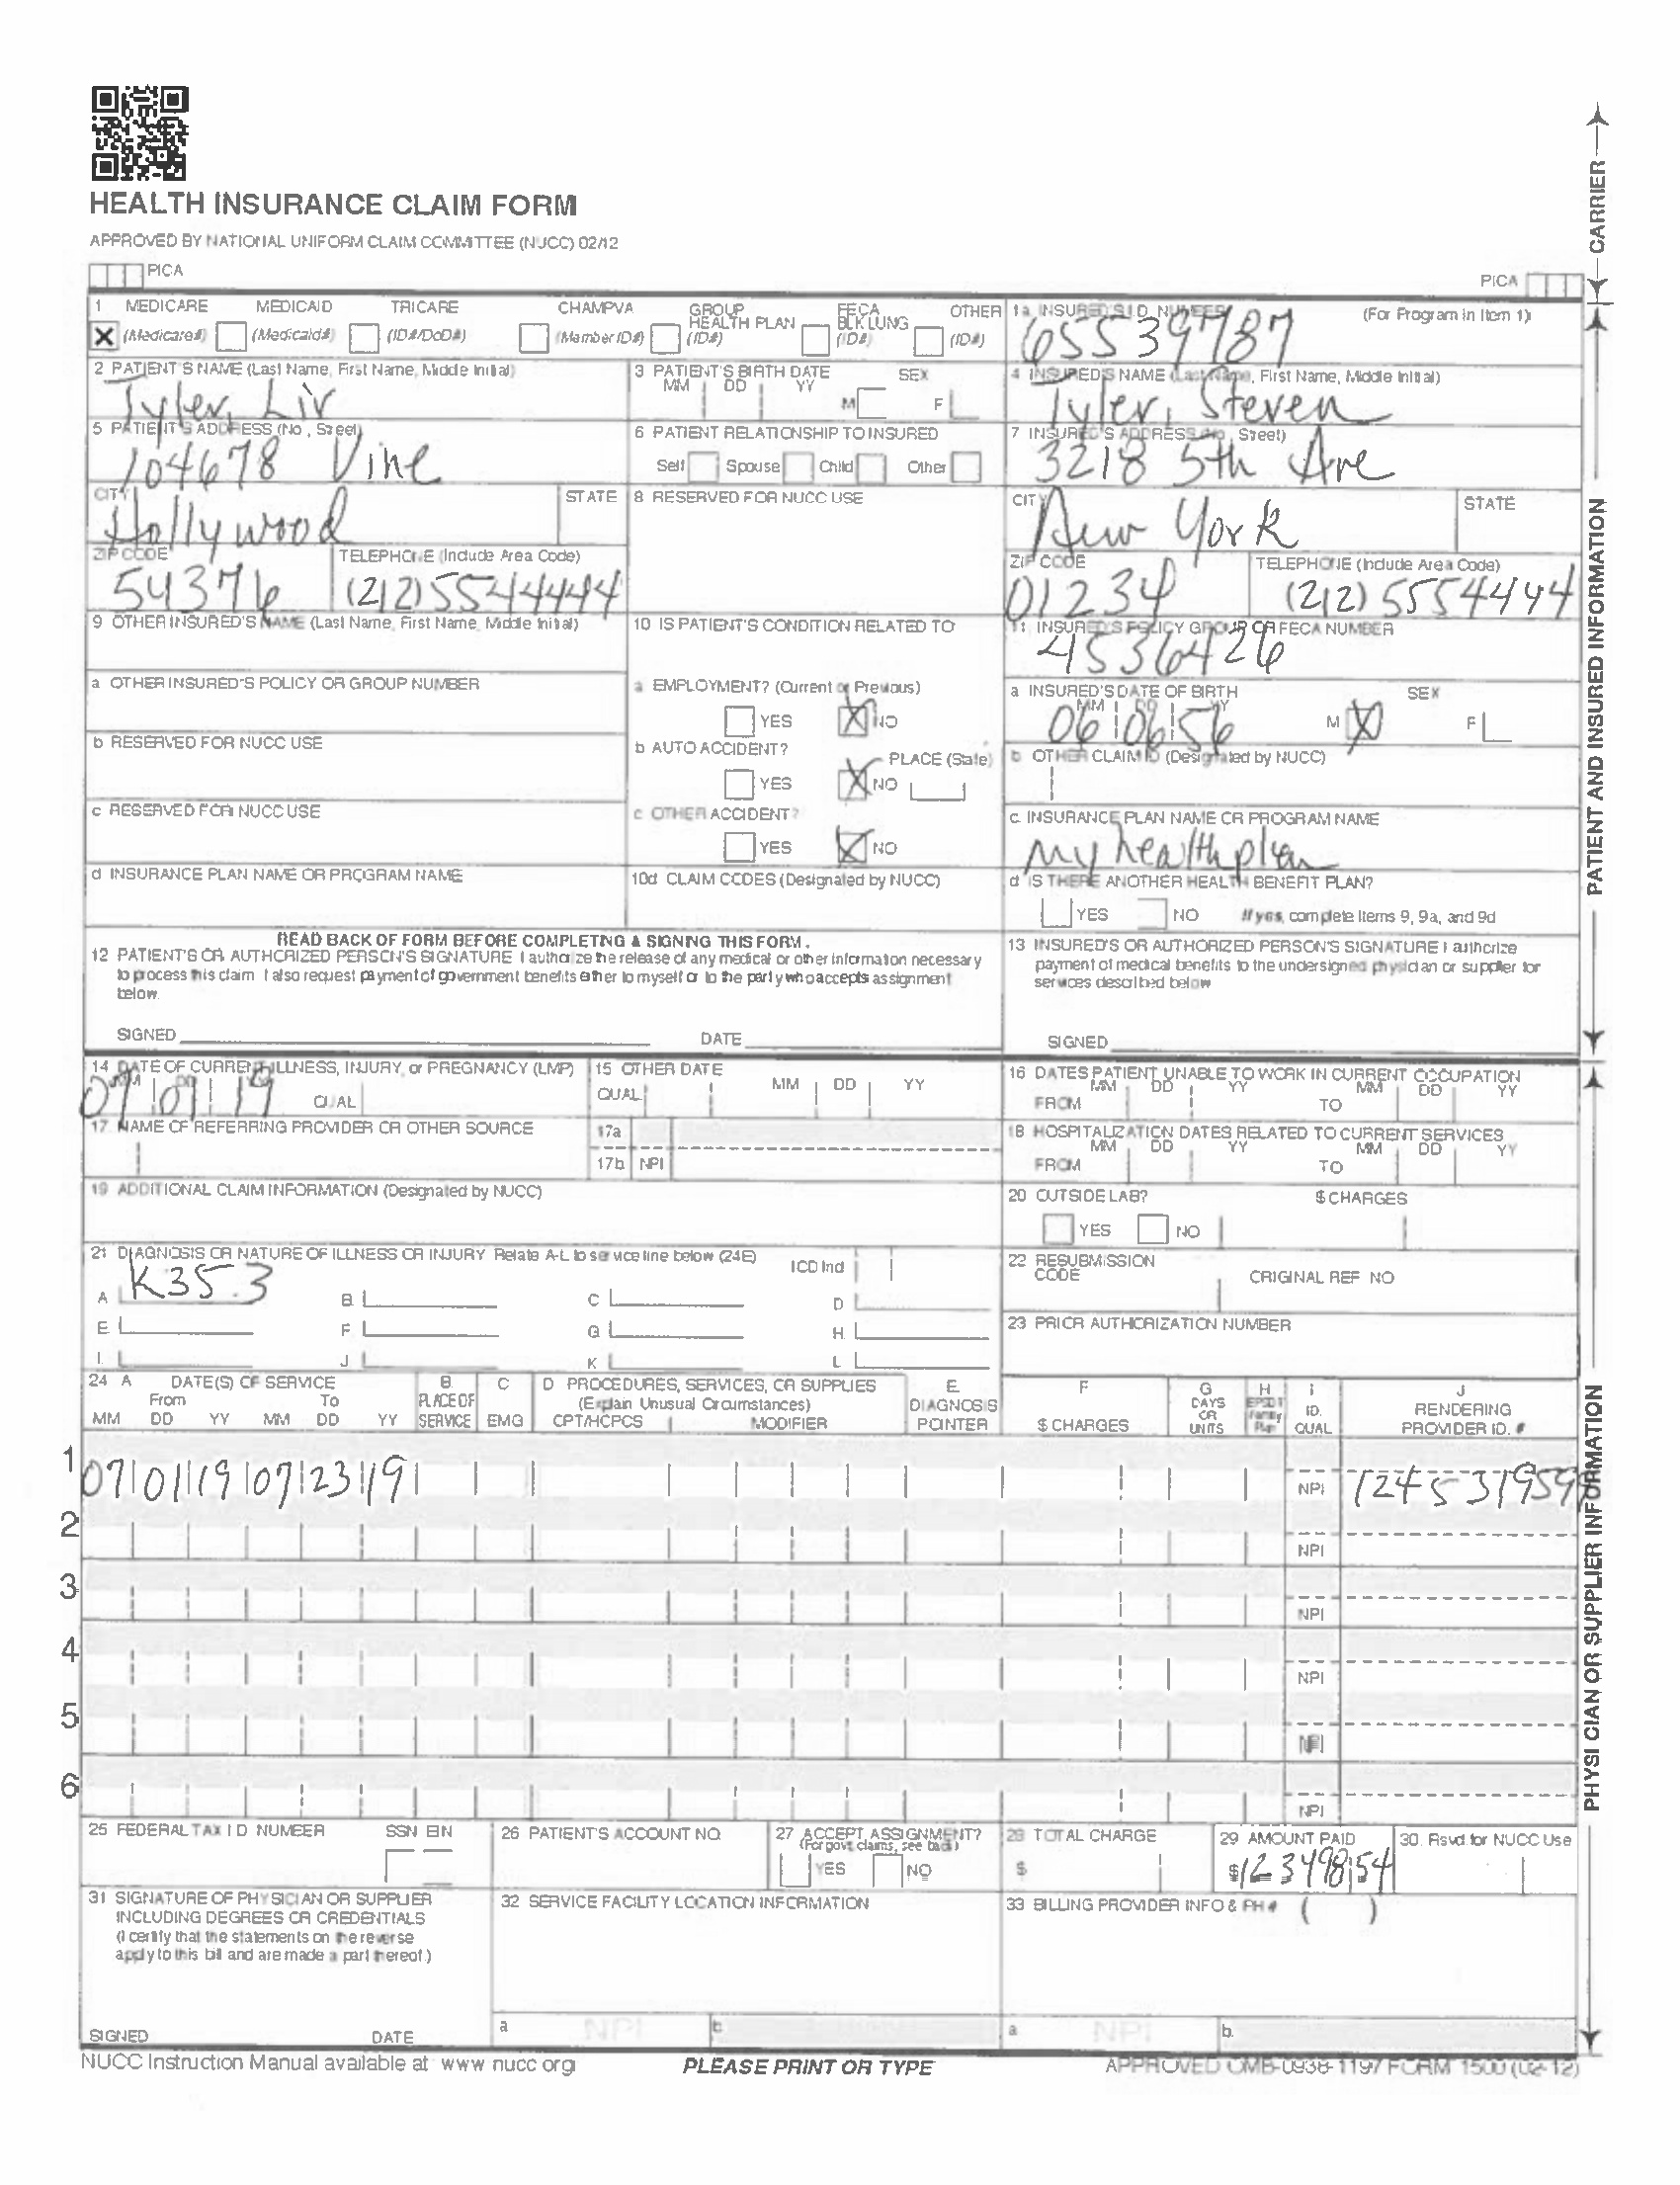 CARRIER
HEALTH INSURANCE CLAIM FORM
APPROVED BY NATIONAL UNIFORM CLAIM COMMITTEE (NUCC) 02/12
PICA
PICA
1 MEDICARE MEDICAID TRICARE CHAMPVA GROUP HEALTH PLAN FECA BLK LUNG OTHER
X (Medicare#) (Medicaid#) (ID#/DoD#) (Member ID#) (ID#) (ID#) (ID#)
1a. INSURED'S I.D. NUMBER (For Program in Item 1)
65539787
2 PATIENT'S NAME (Last Name, First Name, Middle Initial)
Tyler, Liv
3 PATIENT'S BIRTH DATE SEX
MM DD YY M F
4 INSURED'S NAME (Last Name, First Name, Middle Initial)
Tyler, Steven
5 PATIENT'S ADDRESS (No , Street)
104678 Vine
6 PATIENT RELATIONSHIP TO INSURED
Self Spouse Child Other
7 INSURED'S ADDRESS (No , Street)
3218 5th Ave
CITY STATE
Hollywood
8 RESERVED FOR NUCC USE
CITY STATE
New York
ZIP CODE TELEPHONE (Include Area Code)
54376 (212)5544444
ZIP CODE TELEPHONE (Include Area Code)
01234 (212)5554444
9 OTHER INSURED'S NAME (Last Name, First Name, Middle Initial)
10 IS PATIENT'S CONDITION RELATED TO
11. INSURED'S POLICY GROUP OR FECA NUMBER
4536426
a OTHER INSURED'S POLICY OR GROUP NUMBER
a EMPLOYMENT? (Current or Previous)
YES X NO
a INSURED'S DATE OF BIRTH SEX
MM DD YY
06 06 56 M X F
b RESERVED FOR NUCC USE
b AUTO ACCIDENT? PLACE (State)
YES X NO
b OTHER CLAIM ID (Designated by NUCC)
c RESERVED FOR NUCC USE
c OTHER ACCIDENT?
YES X NO
c. INSURANCE PLAN NAME OR PROGRAM NAME
my health plan
d INSURANCE PLAN NAME OR PROGRAM NAME
10d CLAIM CODES (Designated by NUCC)
d IS THERE ANOTHER HEALTH BENEFIT PLAN?
YES NO If yes, complete Items 9, 9a, and 9d
READ BACK OF FORM BEFORE COMPLETING & SIGNING THIS FORM.
12 PATIENT'S OR AUTHORIZED PERSON'S SIGNATURE I authorize the release of any medical or other information necessary
to process this claim I also request payment of government benefits either to myself or to the party who accepts assignment
below.
SIGNED DATE
13 INSURED'S OR AUTHORIZED PERSON'S SIGNATURE I authorize
payment of medical benefits to the undersigned physician or supplier for
services described below
SIGNED
PATIENT AND INSURED INFORMATION
14 DATE OF CURRENT ILLNESS, INJURY, or PREGNANCY (LMP)
MM DD YY
07 01 19 QUAL
15 OTHER DATE
QUAL MM DD YY
16 DATES PATIENT UNABLE TO WORK IN CURRENT OCCUPATION
MM DD YY MM DD YY
FROM TO
17 NAME OF REFERRING PROVIDER OR OTHER SOURCE
17a
17b NPI
18 HOSPITALIZATION DATES RELATED TO CURRENT SERVICES
MM DD YY MM DD YY
FROM TO
19 ADDITIONAL CLAIM INFORMATION (Designated by NUCC)
20 OUTSIDE LAB? $ CHARGES
YES NO
21 DIAGNOSIS OR NATURE OF ILLNESS OR INJURY Relate A-L to service line below (24E) ICD Ind
A K35.3 B C D
E F G H
I J K L
22 RESUBMISSION CODE ORIGINAL REF NO
23 PRIOR AUTHORIZATION NUMBER
24 A DATE(S) OF SERVICE B C D PROCEDURES, SERVICES, OR SUPPLIES E F G H I J
From To PLACE OF (Explain Unusual Circumstances) DIAGNOSIS DAYS OR EPSDT Family ID. RENDERING
MM DD YY MM DD YY SERVICE EMG CPT/HCPCS MODIFIER POINTER $ CHARGES UNITS Plan QUAL PROVIDER ID. #
1 07 01 19 07 23 19 NPI 1245319599
2 NPI
3 NPI
4 NPI
5 NPI
6 NPI
25 FEDERAL TAX I D NUMBER SSN EIN
26 PATIENT'S ACCOUNT NO.
27 ACCEPT ASSIGNMENT?
(For govt claims, see back)
YES NO
28 TOTAL CHARGE
$
29 AMOUNT PAID
$ 123498 54
30. Rsvd for NUCC Use
31 SIGNATURE OF PHYSICIAN OR SUPPLIER
INCLUDING DEGREES OR CREDENTIALS
(I certify that the statements on the reverse
apply to this bill and are made a part thereof.)
SIGNED DATE
32 SERVICE FACILITY LOCATION INFORMATION
a NPI b
33 BILLING PROVIDER INFO & PH # ( )
a NPI b.
PHYSICIAN OR SUPPLIER INFORMATION
NUCC Instruction Manual available at www nucc org
PLEASE PRINT OR TYPE
APPROVED OMB-0938-1197 FORM 1500 (02-12)